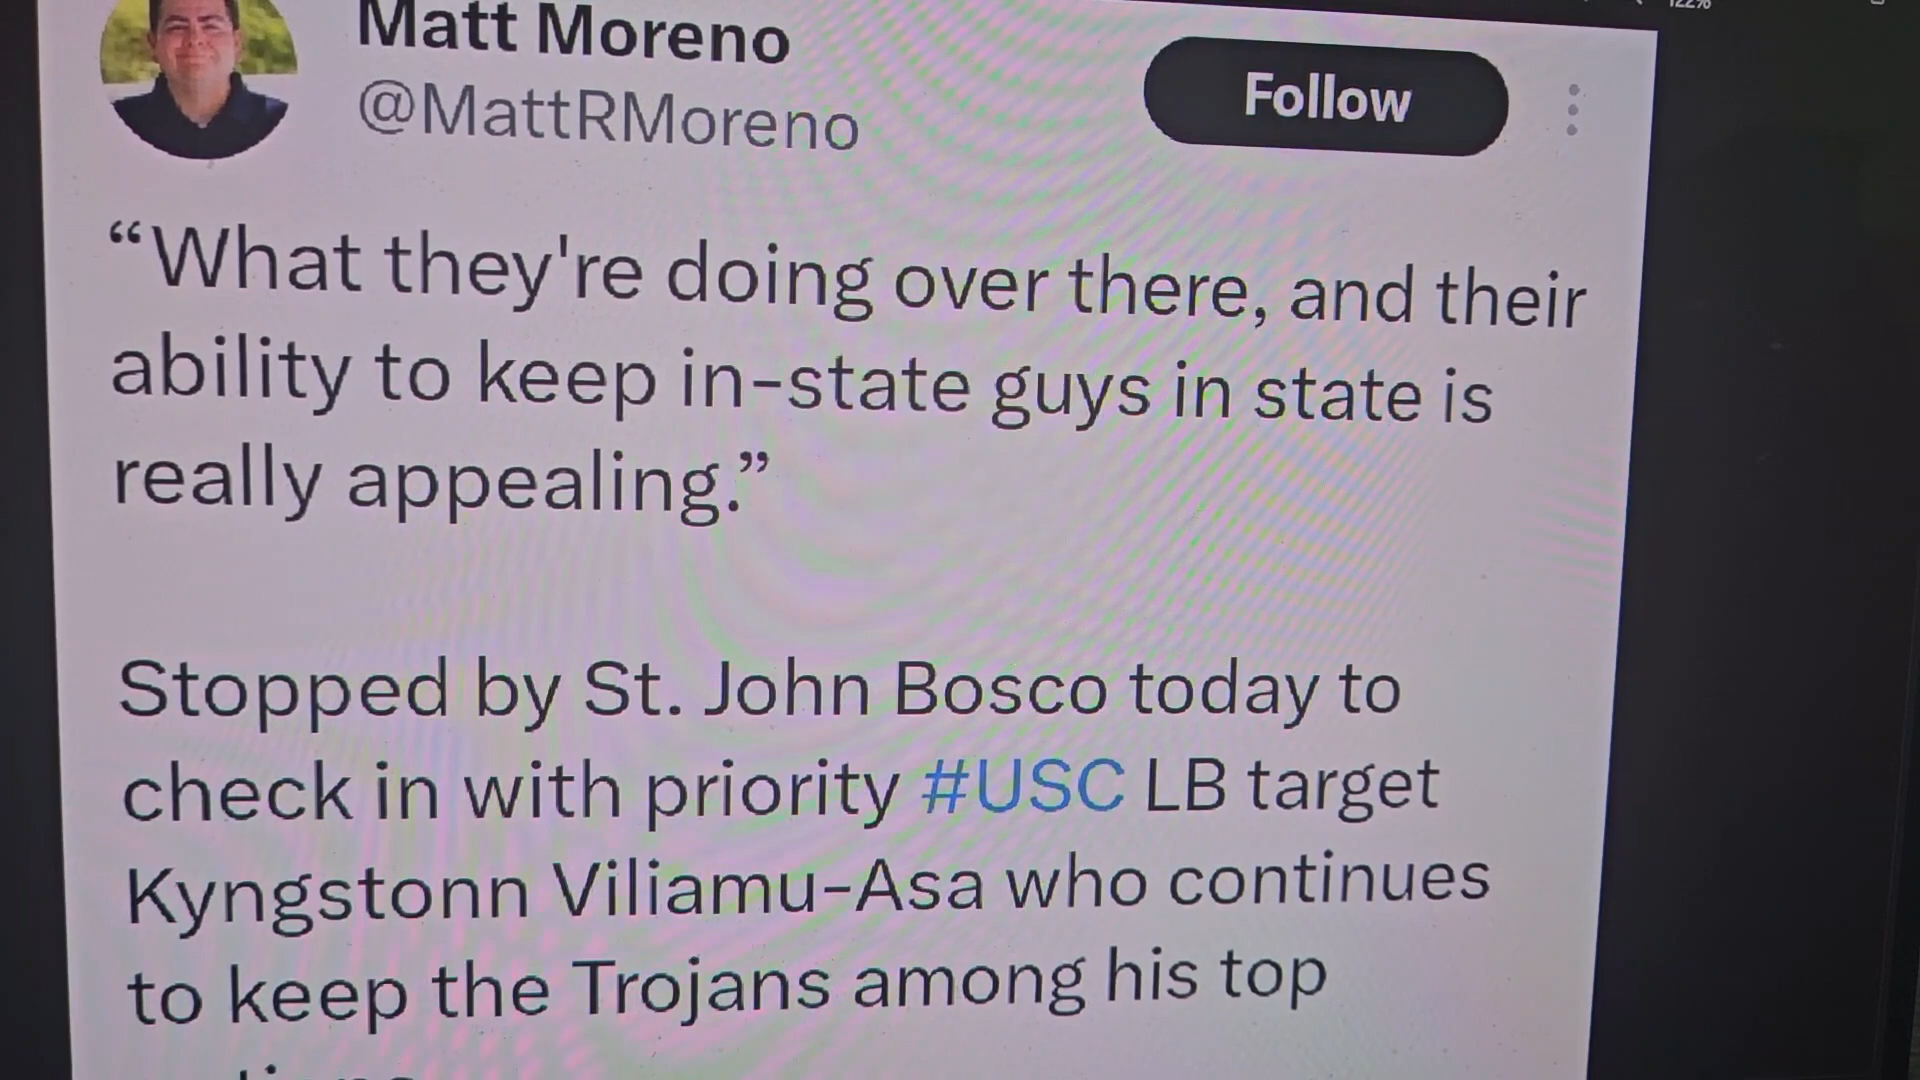 122%
Matt Moreno
@MattRMoreno
Follow
“What they're doing over there, and their
ability to keep in-state guys in state is
really appealing.”
Stopped by St. John Bosco today to
check in with priority #USC LB target
Kyngstonn Viliamu-Asa who continues
to keep the Trojans among his top